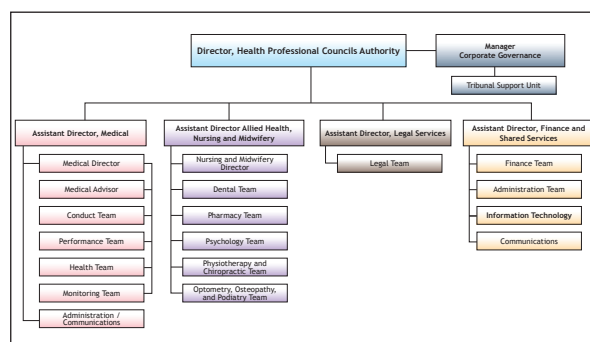 Director, Health Professional Councils Authority
Manager
Corporate Governance
Tribunal Support Unit
Assistant Director, Medical
Medical Director
Medical Advisor
Conduct Team
Performance Team
Health Team
Monitoring Team
Administration /
Communications
Assistant Director Allied Health,
Nursing and Midwifery
Nursing and Midwifery
Director
Dental Team
Pharmacy Team
Psychology Team
Physiotherapy and
Chiropractic Team
Optometry, Osteopathy,
and Podiatry Team
Assistant Director, Legal Services
Legal Team
Assistant Director, Finance and
Shared Services
Finance Team
Administration Team
Information Technology
Communications